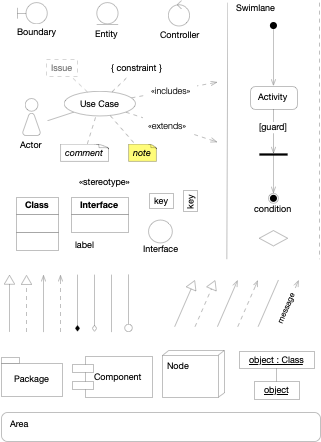 Swimlane
Boundary
Entity
Controller
Issue
{ constraint }
«includes»
Use Case
Activity
Actor
«extends»
[guard]
comment
note
«stereotype»
Class
Interface
key
key
condition
label
Interface
message
Package
Component
Node
object : Class
object
Area